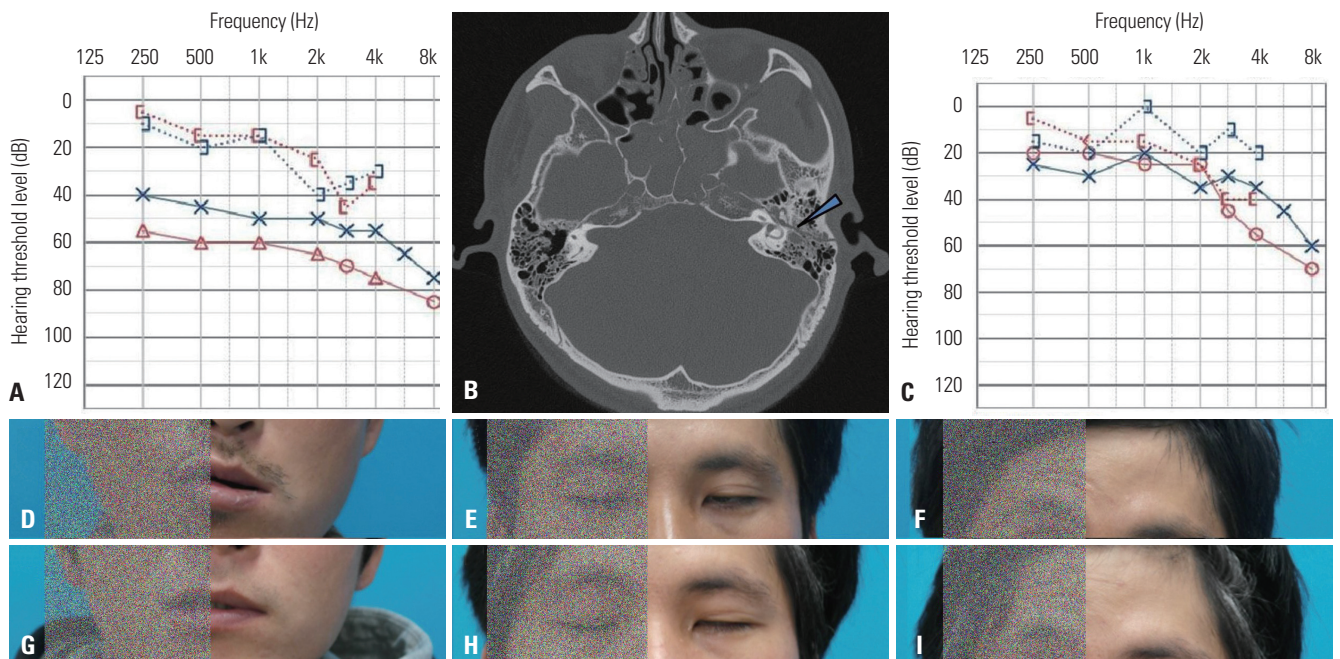 Frequency (Hz)
125 250 500 1k 2k 4k 8k
Hearing threshold level (dB)
0
20
40
60
80
100
120
A
B
Frequency (Hz)
125 250 500 1k 2k 4k 8k
Hearing threshold level (dB)
0
20
40
60
80
100
120
C
D
E
F
G
H
I